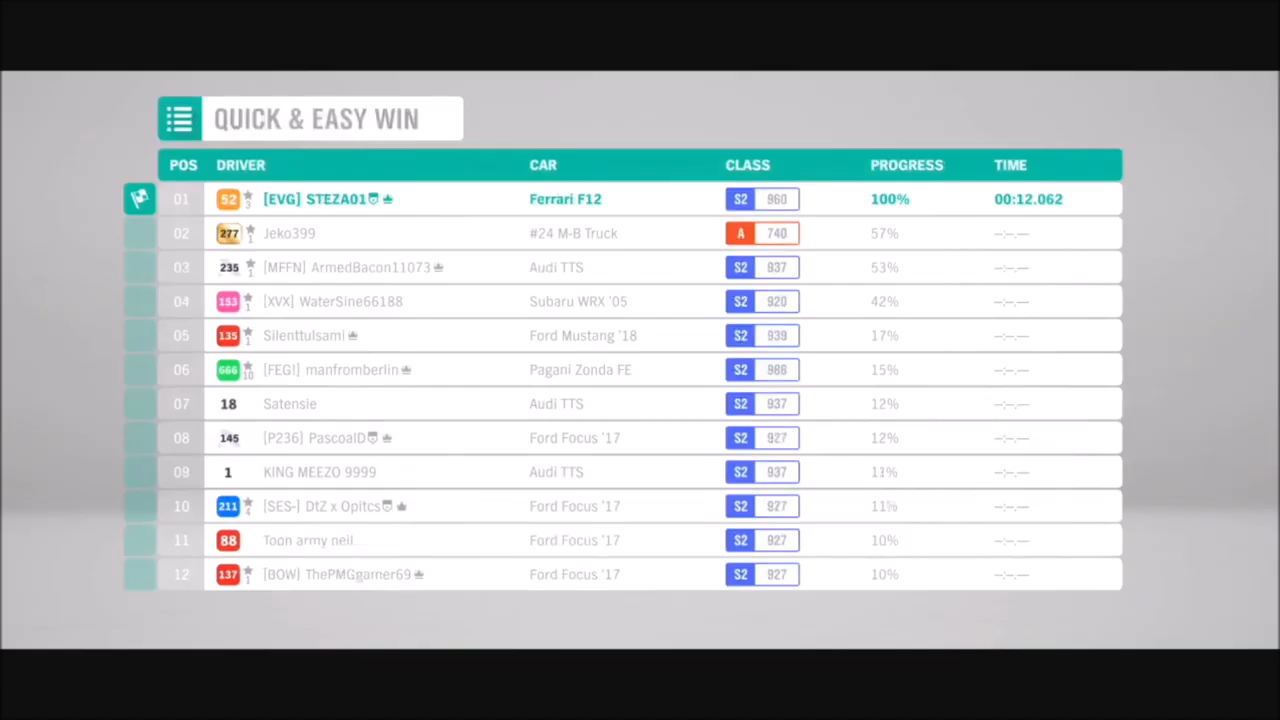 QUICK & EASY WIN
POS DRIVER CAR CLASS PROGRESS TIME
01 52 3 [EVG] STEZA01 Ferrari F12 S2 960 100% 00:12.062
02 277 1 Jeko399 #24 M-B Truck A 740 57% --:--.---
03 235 1 [MFFN] ArmedBacon11073 Audi TTS S2 937 53% --:--.---
04 153 1 [XVX] WaterSine66188 Subaru WRX '05 S2 920 42% --:--.---
05 135 1 Silenttulsami Ford Mustang '18 S2 939 17% --:--.---
06 666 10 [FEG!] manfromberlin Pagani Zonda FE S2 986 15% --:--.---
07 18 Satensie Audi TTS S2 937 12% --:--.---
08 145 [P236] PascoalD Ford Focus '17 S2 927 12% --:--.---
09 1 KING MEEZO 9999 Audi TTS S2 937 11% --:--.---
10 211 4 [SES-] DtZ x Opitcs Ford Focus '17 S2 927 11% --:--.---
11 88 Toon army neil Ford Focus '17 S2 927 10% --:--.---
12 137 1 [BOW] ThePMGgarner69 Ford Focus '17 S2 927 10% --:--.---